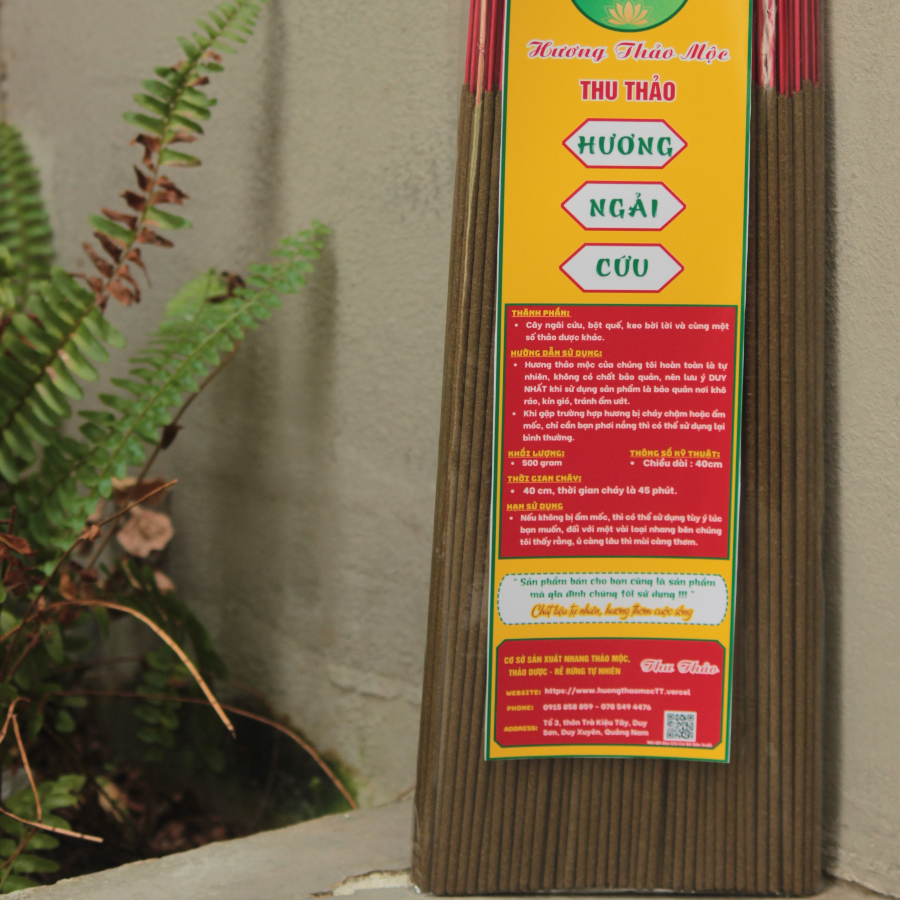 Hương Thảo Mộc
THU THẢO
HƯƠNG
NGẢI
CỨU
THÀNH PHẦN:
• Cây ngãi cứu, bột quế, keo bời lời và cùng một
số thảo dược khác.
HƯỚNG DẪN SỬ DỤNG:
• Hương thảo mộc của chúng tôi hoàn toàn là tự
nhiên, không có chất bảo quản, nên lưu ý DUY
NHẤT khi sử dụng sản phẩm là bảo quản nơi khô
ráo, kín gió, tránh ẩm ướt.
• Khi gặp trường hợp hương bị cháy chậm hoặc ẩm
mốc, chỉ cần bạn phơi nắng thì có thể sử dụng lại
bình thường.
KHỐI LƯỢNG:
• 500 gram
THÔNG SỐ KỸ THUẬT:
• Chiều dài : 40cm
THỜI GIAN CHÁY:
• 40 cm, thời gian cháy là 45 phút.
HẠN SỬ DỤNG
• Nếu không bị ẩm mốc, thì có thể sử dụng tùy ý lúc
bạn muốn, đối với một vài loại nhang bên chúng
tôi thấy rằng, ủ càng lâu thì mùi càng thơm.
" Sản phẩm bán cho bạn cũng là sản phẩm
mà gia đình chúng tôi sử dụng !!! "
Chất liệu tự nhiên, hương thơm cuộc sống
CƠ SỞ SẢN XUẤT NHANG THẢO MỘC,
THẢO DƯỢC - RỄ RỪNG TỰ NHIÊN
Thu Thảo
WEBSITE: https://www.huongthaomocTT.vercel
PHONE: 0915 858 859 - 078 549 4476
ADDRESS: Tổ 3, thôn Trà Kiệu Tây, Duy
Sơn, Duy Xuyên, Quảng Nam